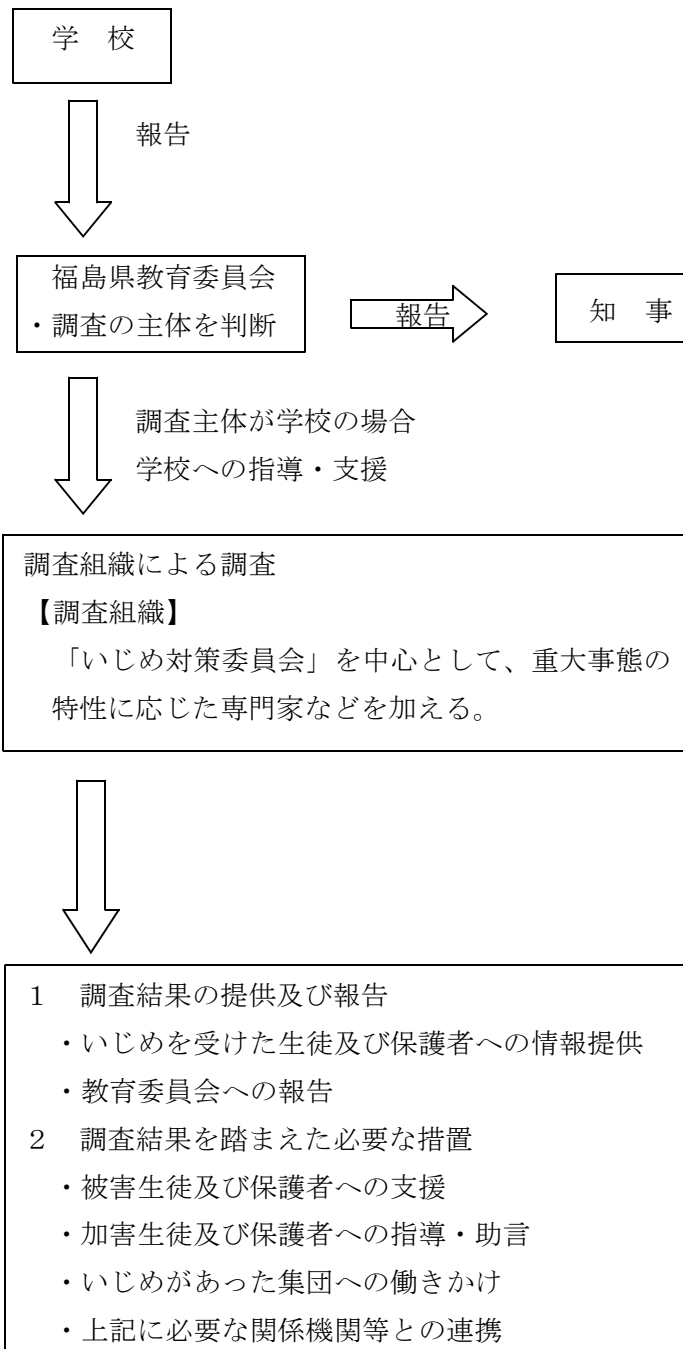 学　校
報告
福島県教育委員会
・調査の主体を判断
報告
知　事
調査主体が学校の場合
学校への指導・支援
調査組織による調査
【調査組織】
「いじめ対策委員会」を中心として、重大事態の
特性に応じた専門家などを加える。
１　調査結果の提供及び報告
・いじめを受けた生徒及び保護者への情報提供
・教育委員会への報告
２　調査結果を踏まえた必要な措置
・被害生徒及び保護者への支援
・加害生徒及び保護者への指導・助言
・いじめがあった集団への働きかけ
・上記に必要な関係機関等との連携